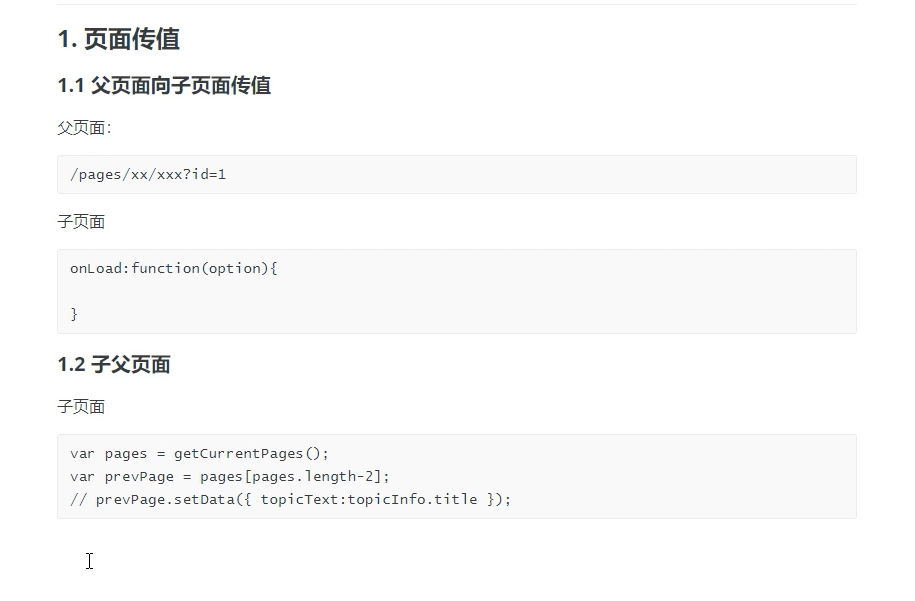 1. 页面传值
1.1 父页面向子页面传值
父页面：
/pages/xx/xxx?id=1
子页面
onLoad:function(option){
}
1.2 子父页面
子页面
var pages = getCurrentPages();
var prevPage = pages[pages.length-2];
// prevPage.setData({ topicText:topicInfo.title });